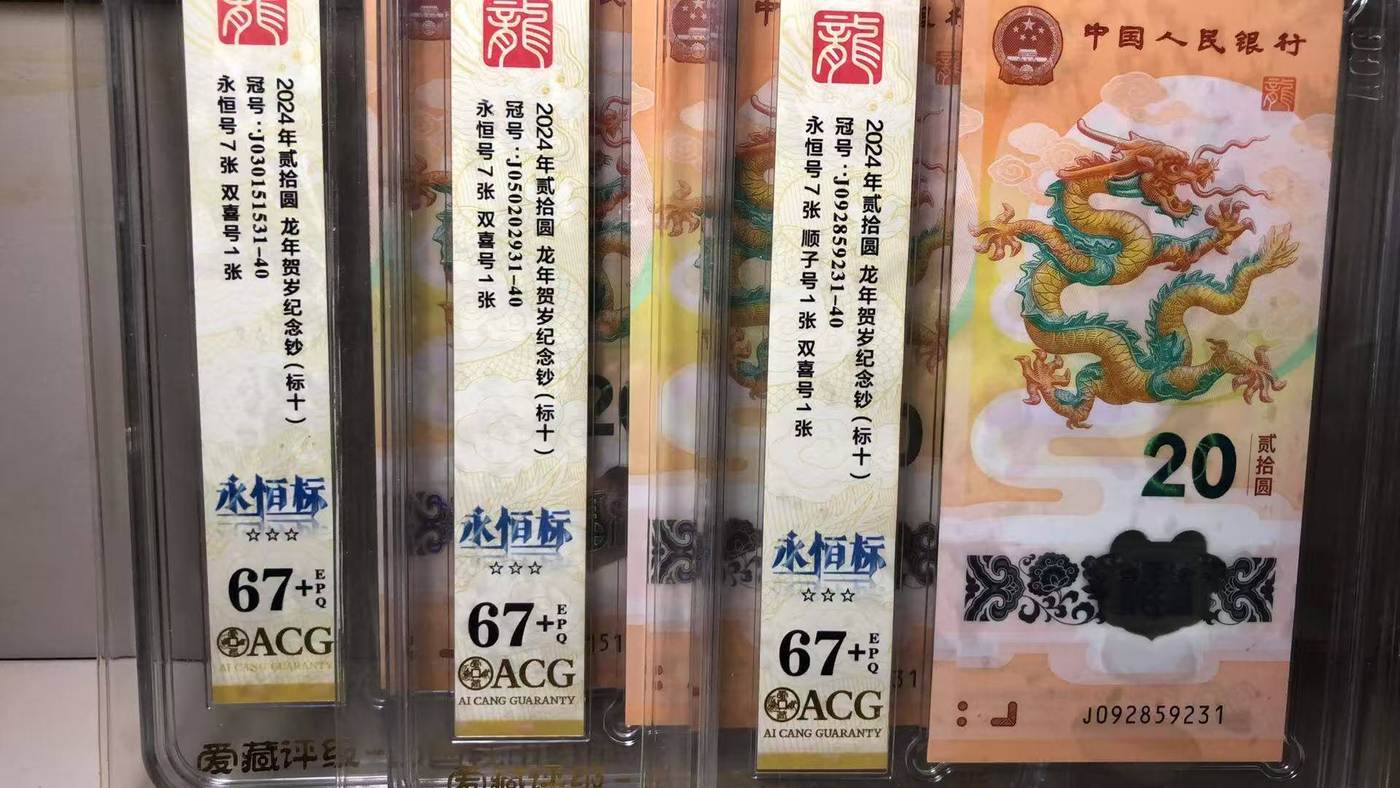 龍
2024年贰拾圆 龙年贺岁纪念钞(标十)
冠号:J030151531-40
永恒号7张 双喜号1张
永恒标
☆☆☆
67+EPQ
ACG
AI CANG GUARANTY
爱藏评级
龍
2024年贰拾圆 龙年贺岁纪念钞(标十)
冠号:J050202931-40
永恒号7张 双喜号1张
永恒标
☆☆☆
67+EPQ
ACG
AI CANG GUARANTY
爱藏评级
龍
2024年贰拾圆 龙年贺岁纪念钞(标十)
冠号:J092859231-40
永恒号7张 顺子号1张 双喜号1张
永恒标
☆☆☆
67+EPQ
ACG
AI CANG GUARANTY
中国人民银行
龍
20
贰拾圆
J092859231